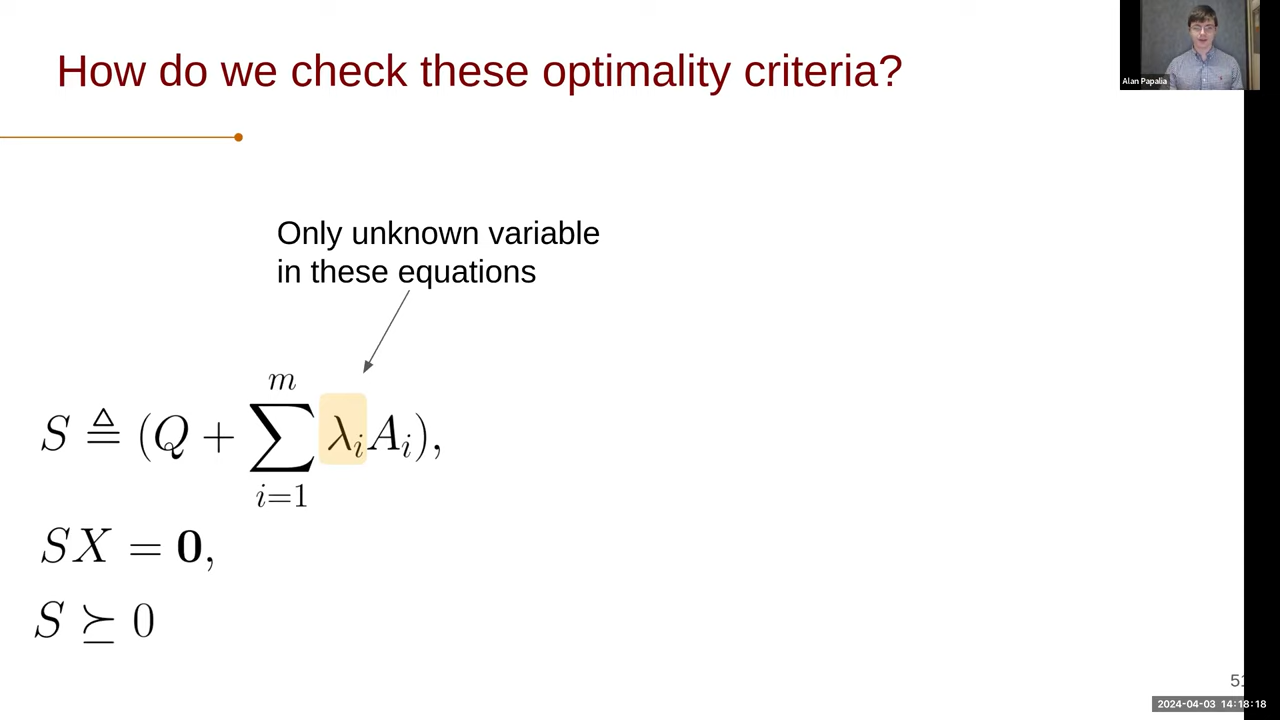 How do we check these optimality criteria?
Alan Papalia
Only unknown variable
in these equations
S ≜ (Q + ∑_{i=1}^{m} λ_i A_i),
SX = 0,
S ⪰ 0
51
2024-04-03 14:18:18